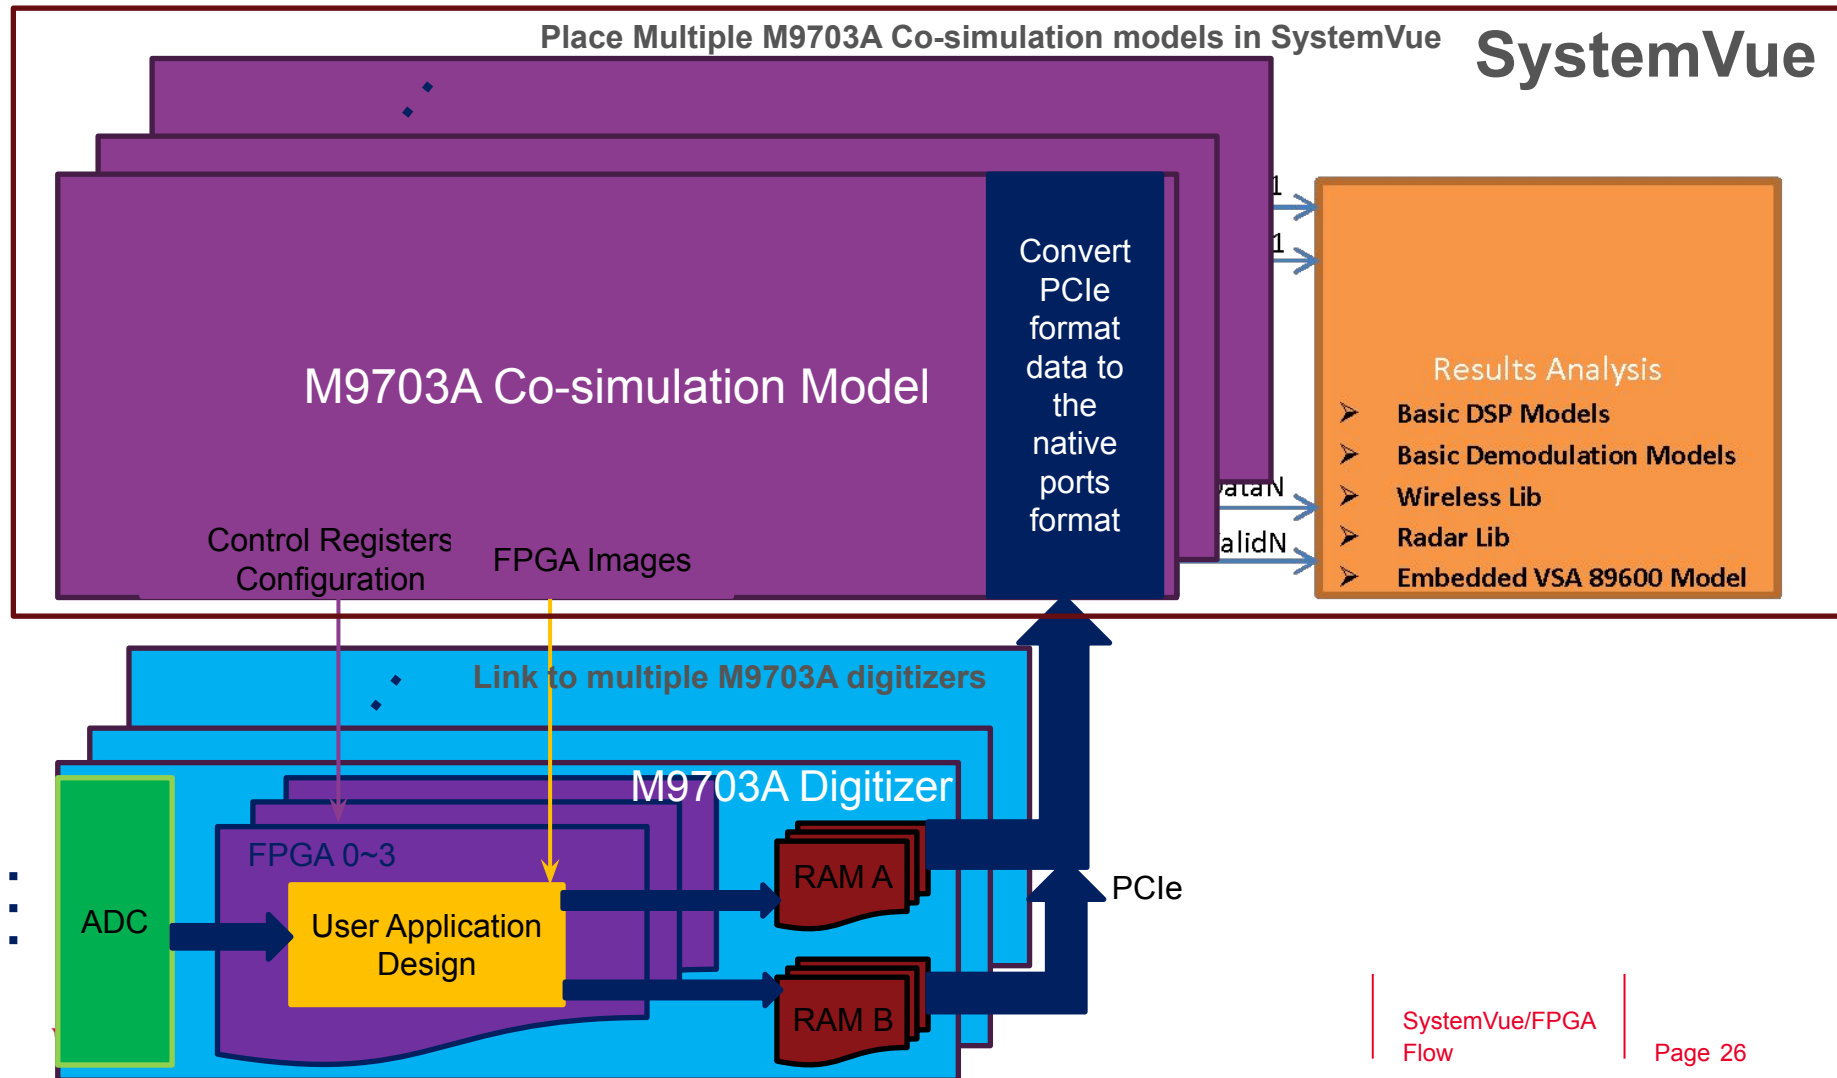 Place Multiple M9703A Co-simulation models in SystemVue
SystemVue
1
1
Convert
PCIe
format
data to
the
native
ports
format
M9703A Co-simulation Model
Results Analysis
➢ Basic DSP Models
➢ Basic Demodulation Models
➢ Wireless Lib
➢ Radar Lib
➢ Embedded VSA 89600 Model
Control Registers
Configuration
FPGA Images
Link to multiple M9703A digitizers
M9703A Digitizer
FPGA 0~3
ADC
User Application
Design
RAM A
RAM B
PCIe
SystemVue/FPGA
Flow
Page 26